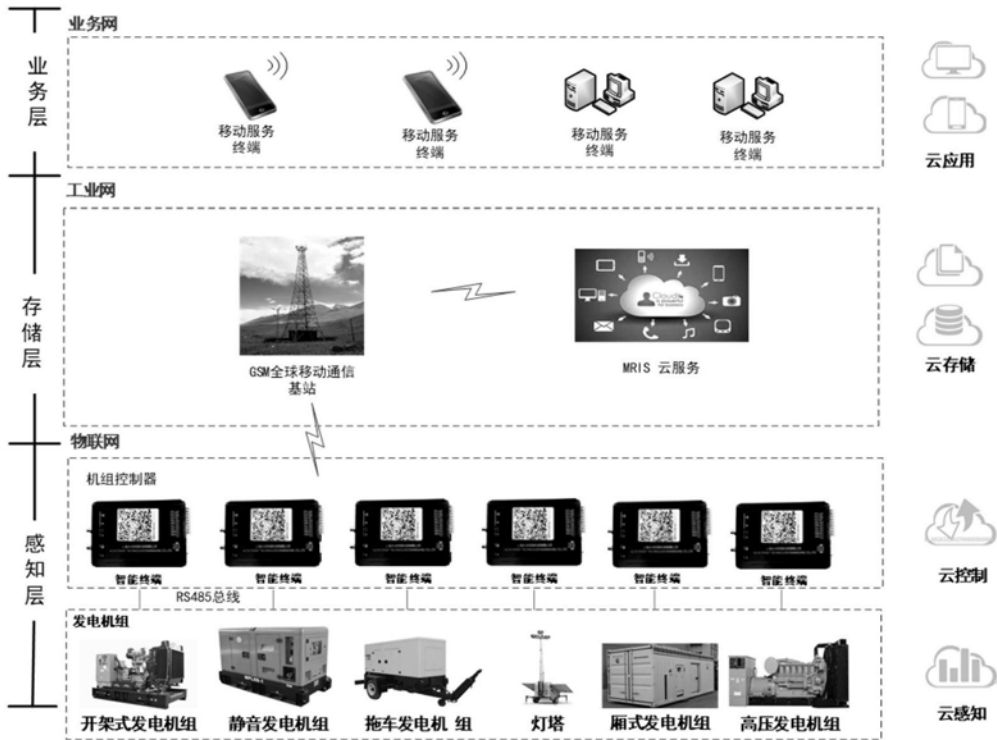 业务网
业务层
移动服务
终端
移动服务
终端
移动服务
终端
移动服务
终端
云应用
工业网
存储层
GSM全球移动通信
基站
Clouds
MRIS 云服务
云存储
物联网
感知层
机组控制器
智能终端
智能终端
智能终端
智能终端
智能终端
智能终端
云控制
RS485总线
发电机组
开架式发电机组
静音发电机组
拖车发电机 组
灯塔
厢式发电机组
高压发电机组
云感知